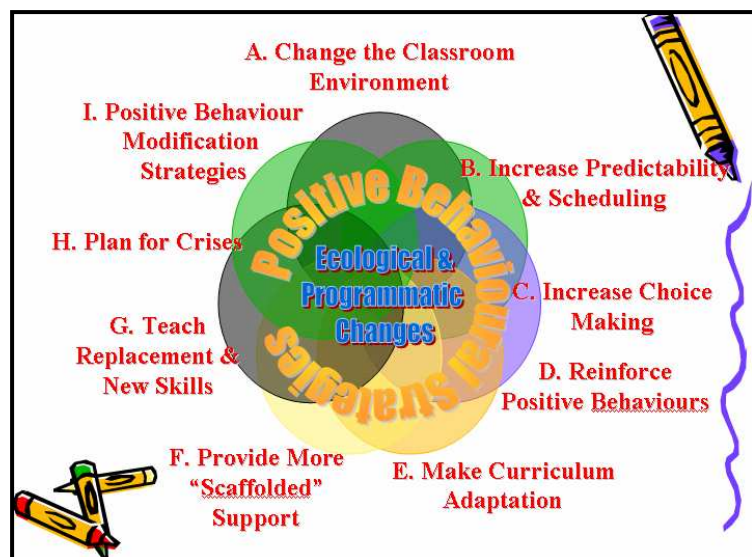 A. Change the Classroom
Environment
I. Positive Behaviour
Modification
Strategies
B. Increase Predictability
& Scheduling
Positive Behavioural Strategies
Ecological &
Programmatic
Changes
H. Plan for Crises
C. Increase Choice
Making
G. Teach
Replacement &
New Skills
D. Reinforce
Positive Behaviours
F. Provide More
“Scaffolded”
Support
E. Make Curriculum
Adaptation